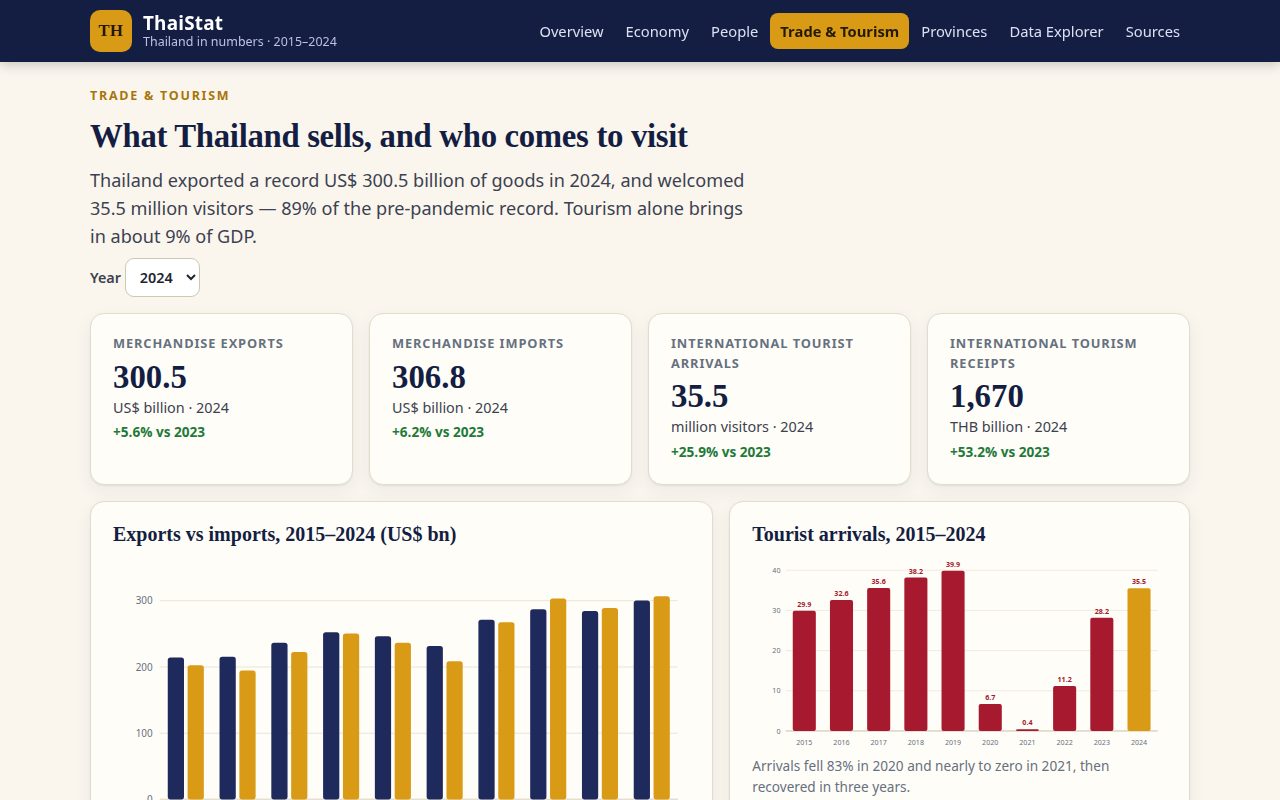 TH
ThaiStat
Thailand in numbers · 2015–2024
Overview
Economy
People
Trade & Tourism
Provinces
Data Explorer
Sources
TRADE & TOURISM
What Thailand sells, and who comes to visit
Thailand exported a record US$ 300.5 billion of goods in 2024, and welcomed
35.5 million visitors — 89% of the pre-pandemic record. Tourism alone brings
in about 9% of GDP.
Year 2024
MERCHANDISE EXPORTS
300.5
US$ billion · 2024
+5.6% vs 2023
MERCHANDISE IMPORTS
306.8
US$ billion · 2024
+6.2% vs 2023
INTERNATIONAL TOURIST
ARRIVALS
35.5
million visitors · 2024
+25.9% vs 2023
INTERNATIONAL TOURISM
RECEIPTS
1,670
THB billion · 2024
+53.2% vs 2023
Exports vs imports, 2015–2024 (US$ bn)
300
200
100
0
Tourist arrivals, 2015–2024
40
30
20
10
0
29.9
32.6
35.6
38.2
39.9
6.7
0.4
11.2
28.2
35.5
2015 2016 2017 2018 2019 2020 2021 2022 2023 2024
Arrivals fell 83% in 2020 and nearly to zero in 2021, then
recovered in three years.